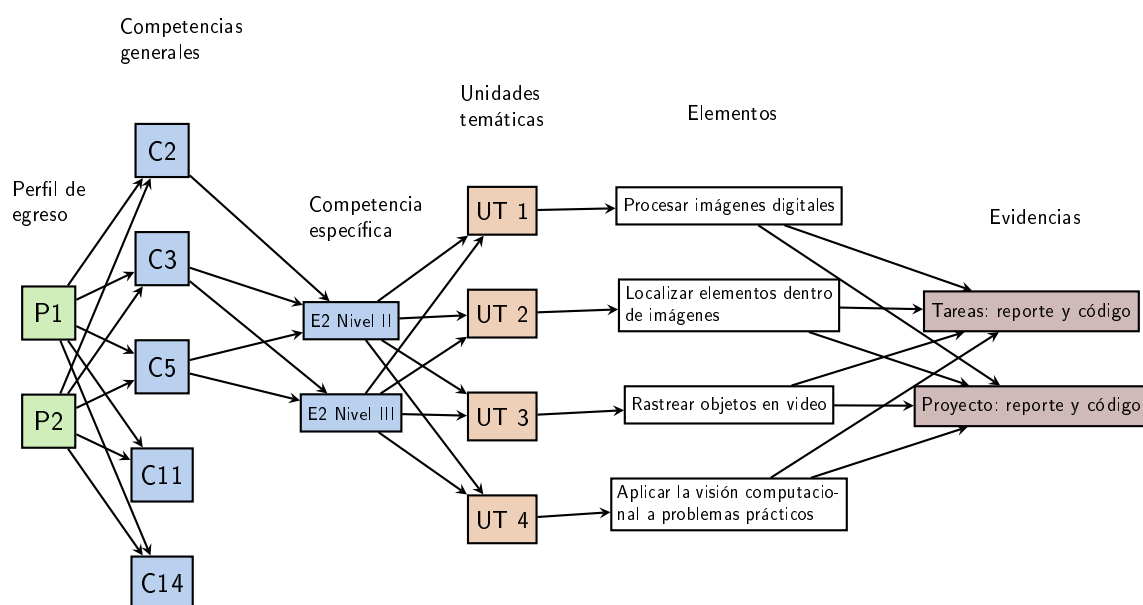 Competencias
generales
Unidades
temáticas
Elementos
Perfil de
egreso
Competencia
específica
Evidencias
C2
C3
C5
C11
C14
P1
P2
E2 Nivel II
E2 Nivel III
UT 1
UT 2
UT 3
UT 4
Procesar imágenes digitales
Localizar elementos dentro
de imágenes
Rastrear objetos en video
Aplicar la visión computacio-
nal a problemas prácticos
Tareas: reporte y código
Proyecto: reporte y código